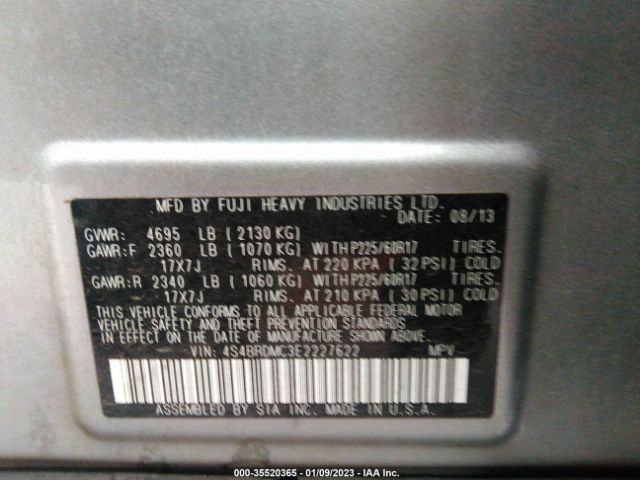 MFD BY FUJI HEAVY INDUSTRIES LTD.
DATE: 08/13
GVWR: 4695 LB ( 2130 KG)
GAWR:F 2360 LB ( 1070 KG) WITH P225/60R17 TIRES.
17X7J RIMS. AT 220 KPA ( 32 PSI) COLD
GAWR:R 2340 LB ( 1060 KG) WITH P225/60R17 TIRES.
17X7J RIMS. AT 210 KPA ( 30 PSI) COLD
THIS VEHICLE CONFORMS TO ALL APPLICABLE FEDERAL MOTOR
VEHICLE SAFETY AND THEFT PREVENTION STANDARDS IN
EFFECT ON THE DATE OF MANUFACTURE SHOWN ABOVE.
VIN: 4S4BRDMC3E2227622 MPV
ASSEMBLED BY SIA INC. MADE IN U.S.A.
000-35520365 - 01/09/2023 - IAA Inc.